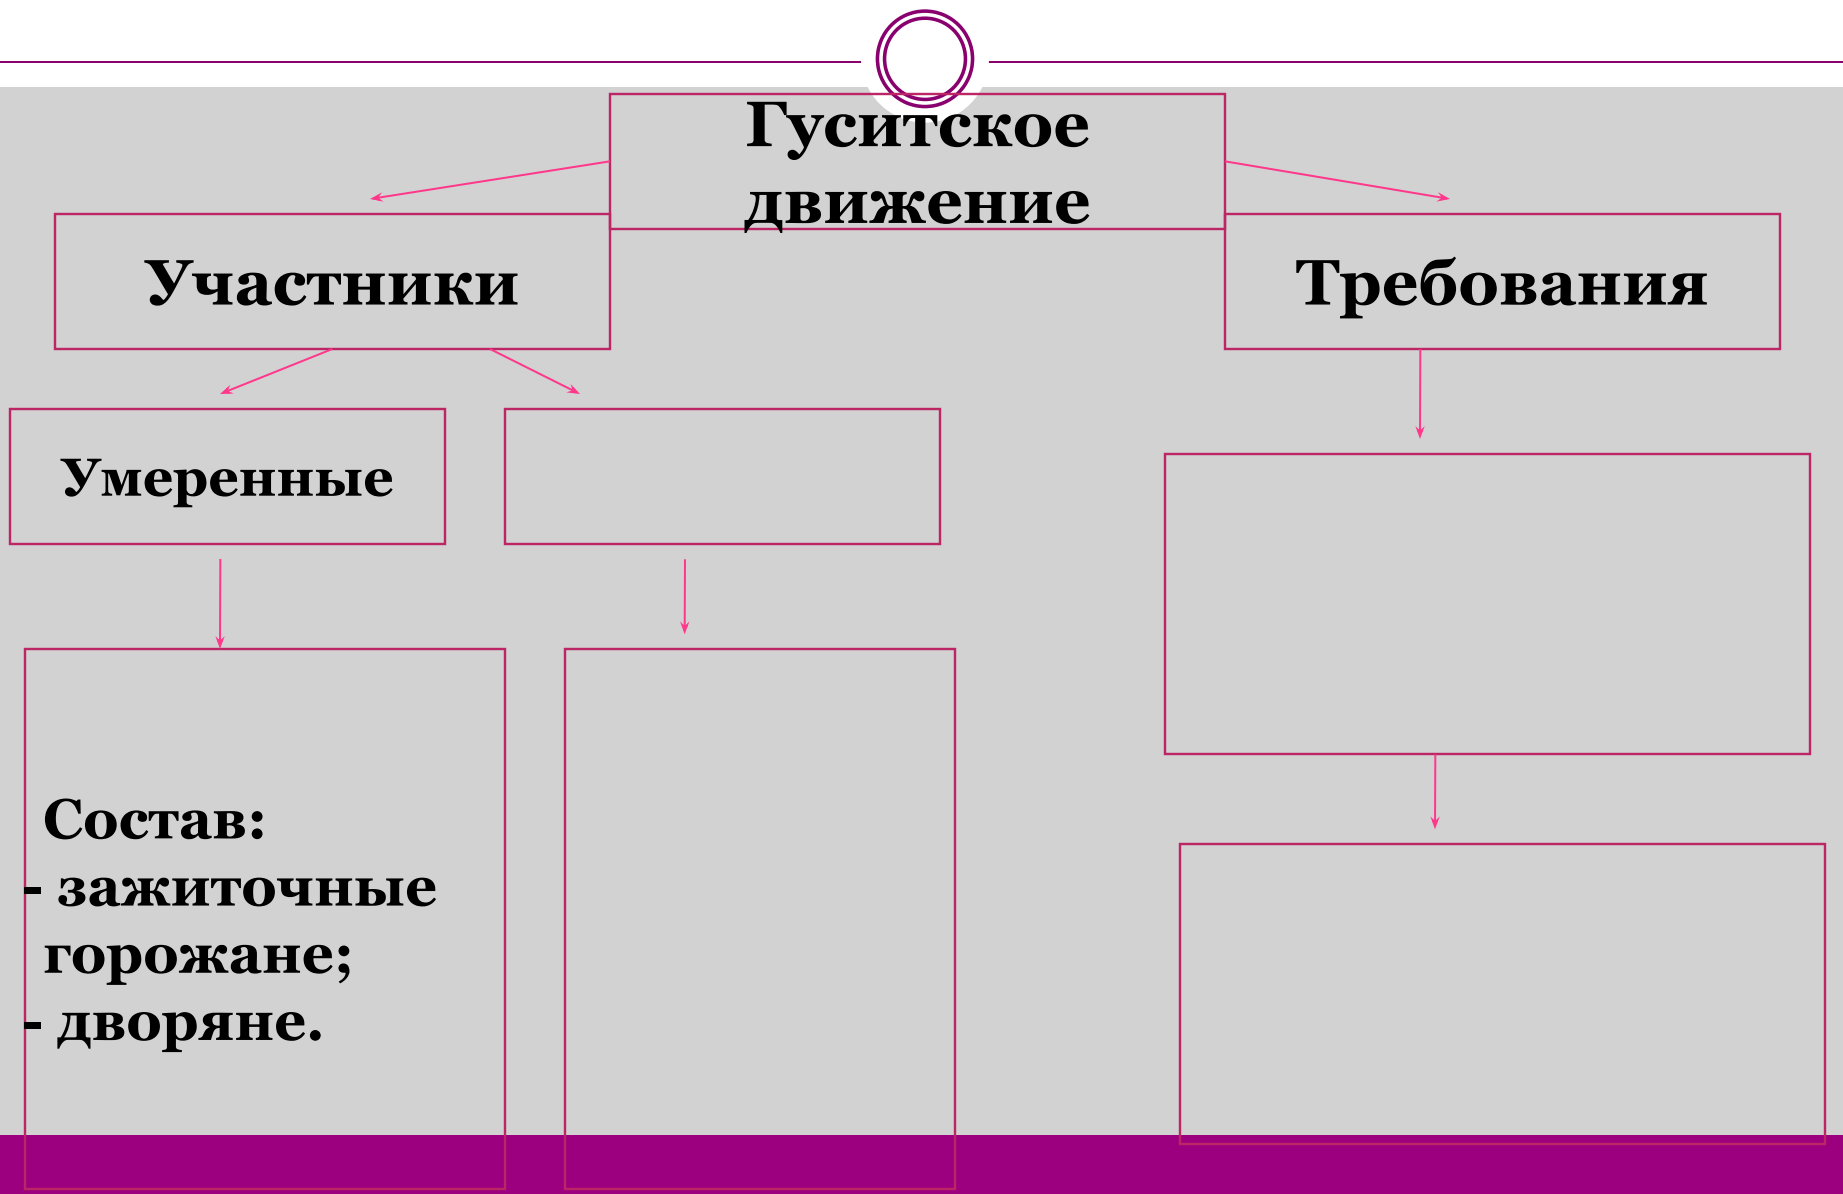 Гуситское
движение
Участники
Требования
Умеренные
Состав:
- зажиточные
горожане;
- дворяне.